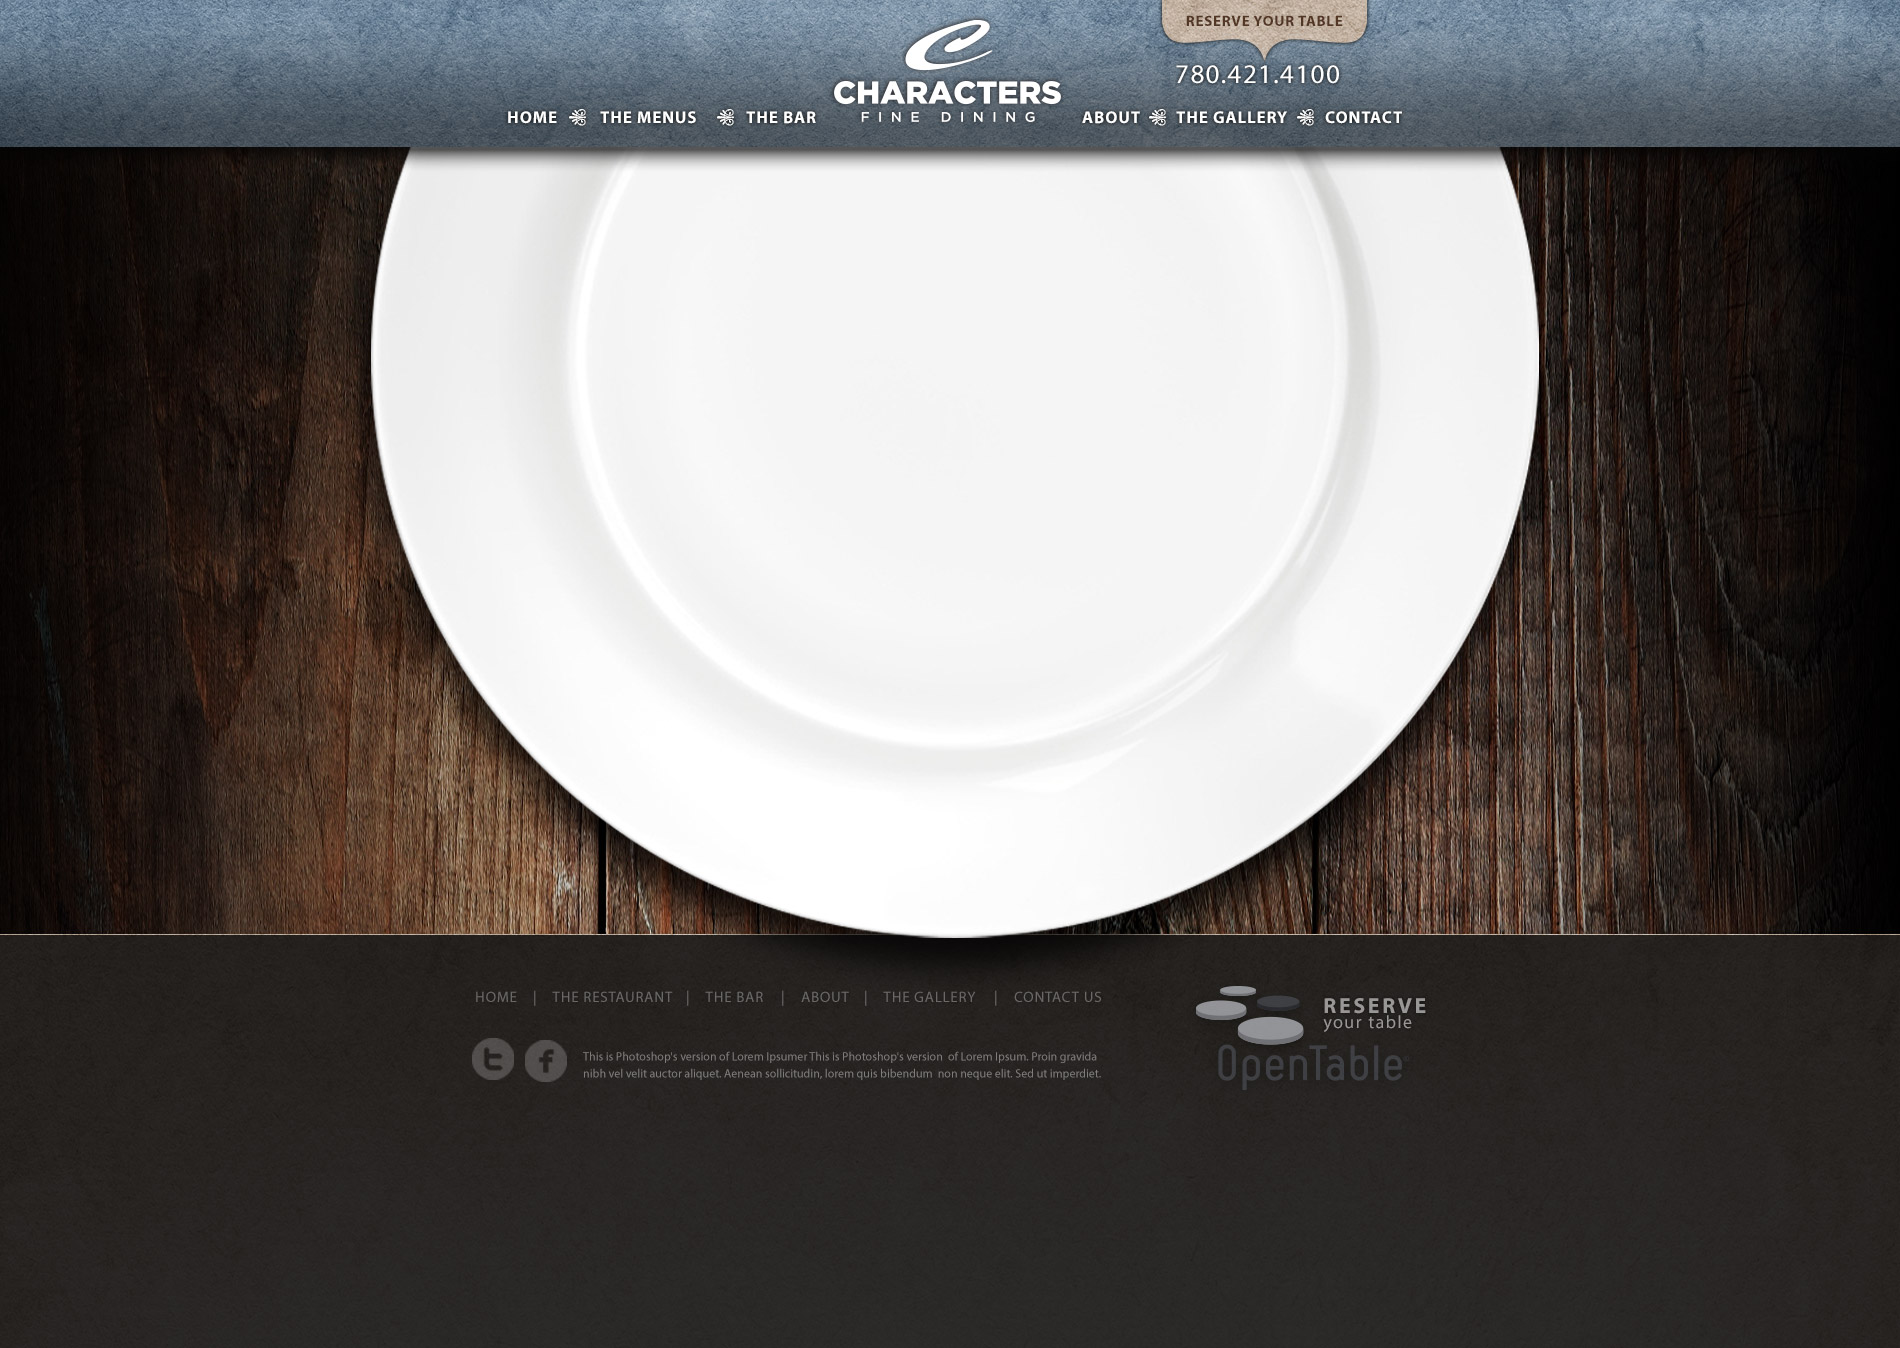 RESERVE YOUR TABLE
780.421.4100
CHARACTERS
FINE DINING
HOME THE MENUS THE BAR ABOUT THE GALLERY CONTACT
HOME | THE RESTAURANT | THE BAR | ABOUT | THE GALLERY | CONTACT US
RESERVE
your table
OpenTable
This is Photoshop's version of Lorem Ipsumer This is Photoshop's version of Lorem Ipsum. Proin gravida
nibh vel velit auctor aliquet. Aenean sollicitudin, lorem quis bibendum non neque elit. Sed ut imperdiet.